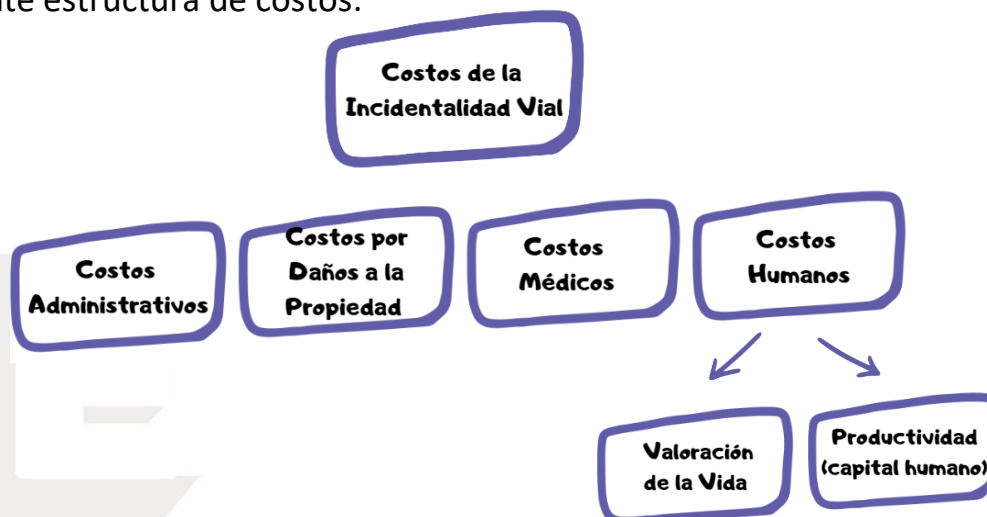 estructura de costos:
Costos de la
Incidentalidad Vial
Costos
Administrativos
Costos por
Daños a la
Propiedad
Costos
Médicos
Costos
Humanos
Valoración
de la Vida
Productividad
(capital humano)